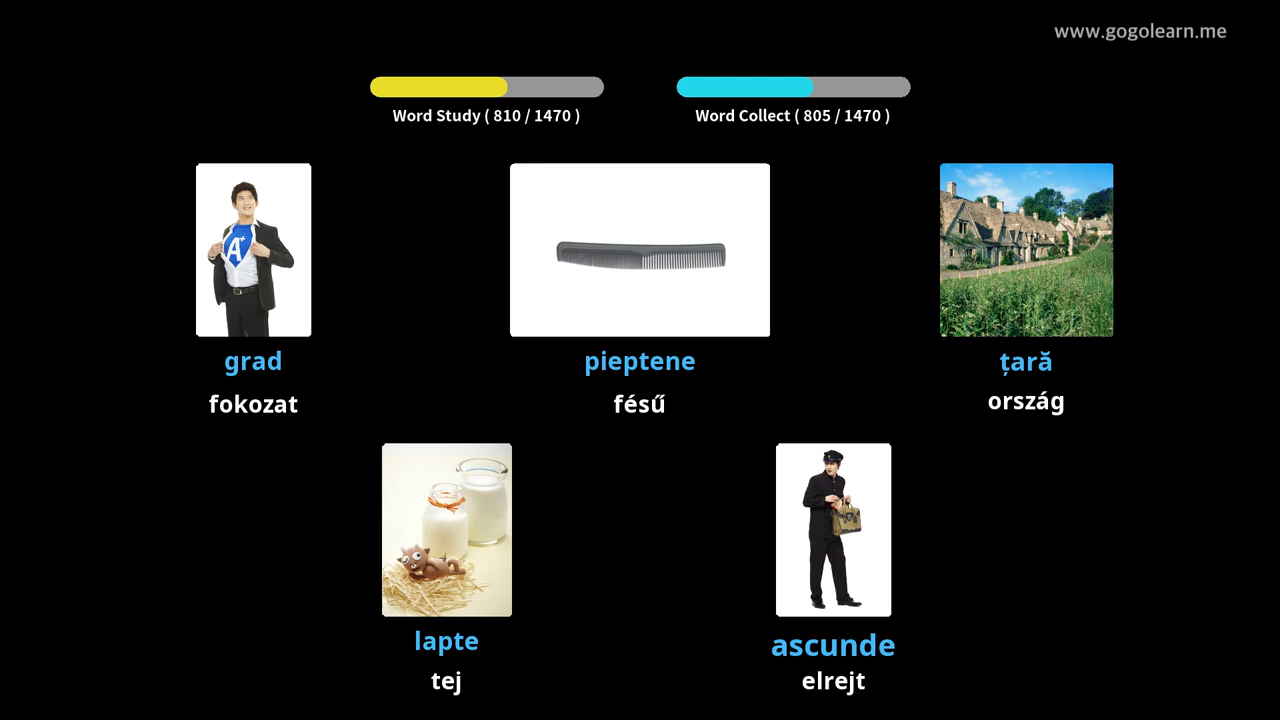 www.gogolearn.me
Word Study ( 810 / 1470 )
Word Collect ( 805 / 1470 )
A+
grad
fokozat
pieptene
fésű
țară
ország
lapte
tej
ascunde
elrejt